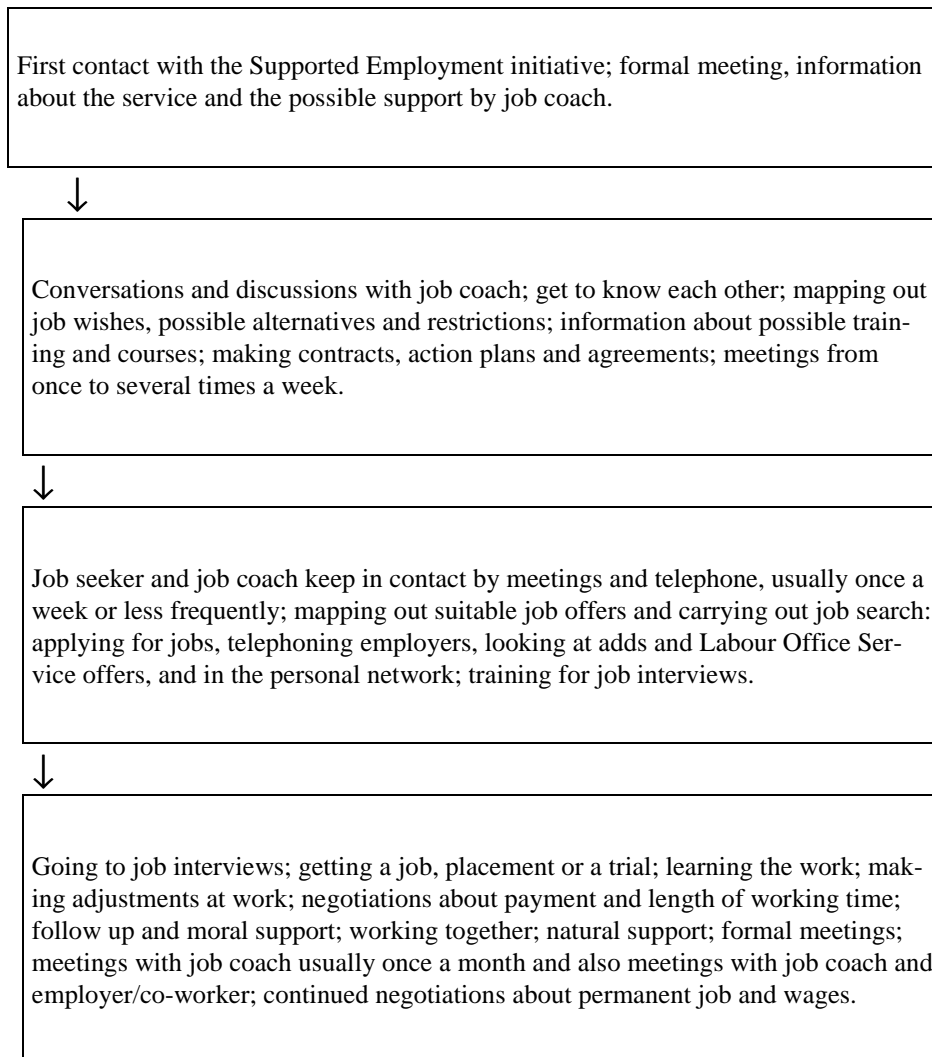 First contact with the Supported Employment initiative; formal meeting, information
about the service and the possible support by job coach.
Conversations and discussions with job coach; get to know each other; mapping out
job wishes, possible alternatives and restrictions; information about possible train-
ing and courses; making contracts, action plans and agreements; meetings from
once to several times a week.
Job seeker and job coach keep in contact by meetings and telephone, usually once a
week or less frequently; mapping out suitable job offers and carrying out job search:
applying for jobs, telephoning employers, looking at adds and Labour Office Ser-
vice offers, and in the personal network; training for job interviews.
Going to job interviews; getting a job, placement or a trial; learning the work; mak-
ing adjustments at work; negotiations about payment and length of working time;
follow up and moral support; working together; natural support; formal meetings;
meetings with job coach usually once a month and also meetings with job coach and
employer/co-worker; continued negotiations about permanent job and wages.